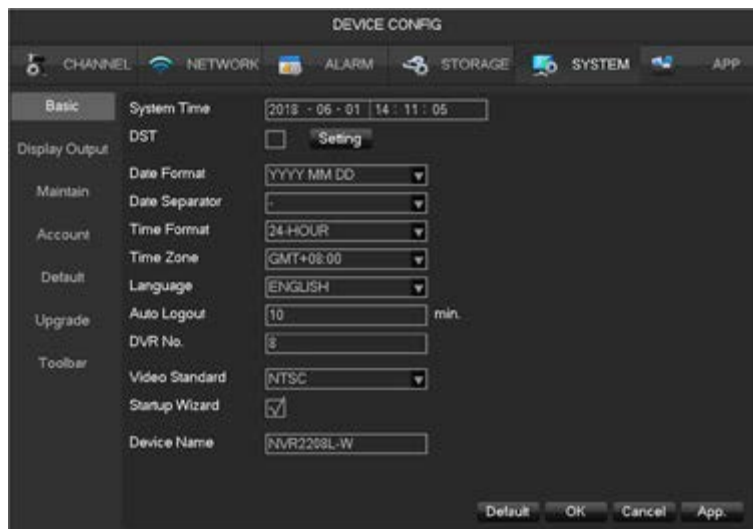 DEVICE CONFIG
CHANNEL NETWORK ALARM STORAGE SYSTEM APP
Basic
Display Output
Maintain
Account
Default
Upgrade
Toolbar
System Time 2018 - 06 - 01 14 : 11 : 05
DST Seting
Date Format YYYY MM DD
Date Separator -
Time Format 24-HOUR
Time Zone GMT+08:00
Language ENGLISH
Auto Logout 10 min.
DVR No. 8
Video Standard NTSC
Startup Wizard
Device Name NVR2208L-W
Default OK Cancel App.